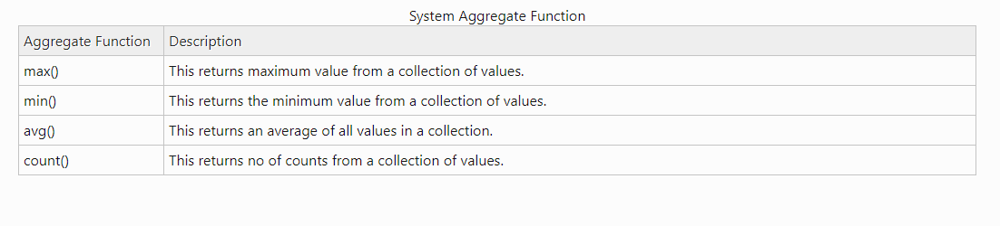 System Aggregate Function
Aggregate Function Description
max() This returns maximum value from a collection of values.
min() This returns the minimum value from a collection of values.
avg() This returns an average of all values in a collection.
count() This returns no of counts from a collection of values.